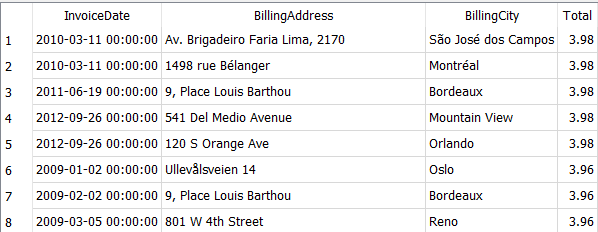 InvoiceDate BillingAddress BillingCity Total
1 2010-03-11 00:00:00 Av. Brigadeiro Faria Lima, 2170 São José dos Campos 3.98
2 2010-03-11 00:00:00 1498 rue Bélanger Montréal 3.98
3 2011-06-19 00:00:00 9, Place Louis Barthou Bordeaux 3.98
4 2012-09-26 00:00:00 541 Del Medio Avenue Mountain View 3.98
5 2012-09-26 00:00:00 120 S Orange Ave Orlando 3.98
6 2009-01-02 00:00:00 Ullevålsveien 14 Oslo 3.96
7 2009-02-02 00:00:00 9, Place Louis Barthou Bordeaux 3.96
8 2009-03-05 00:00:00 801 W 4th Street Reno 3.96